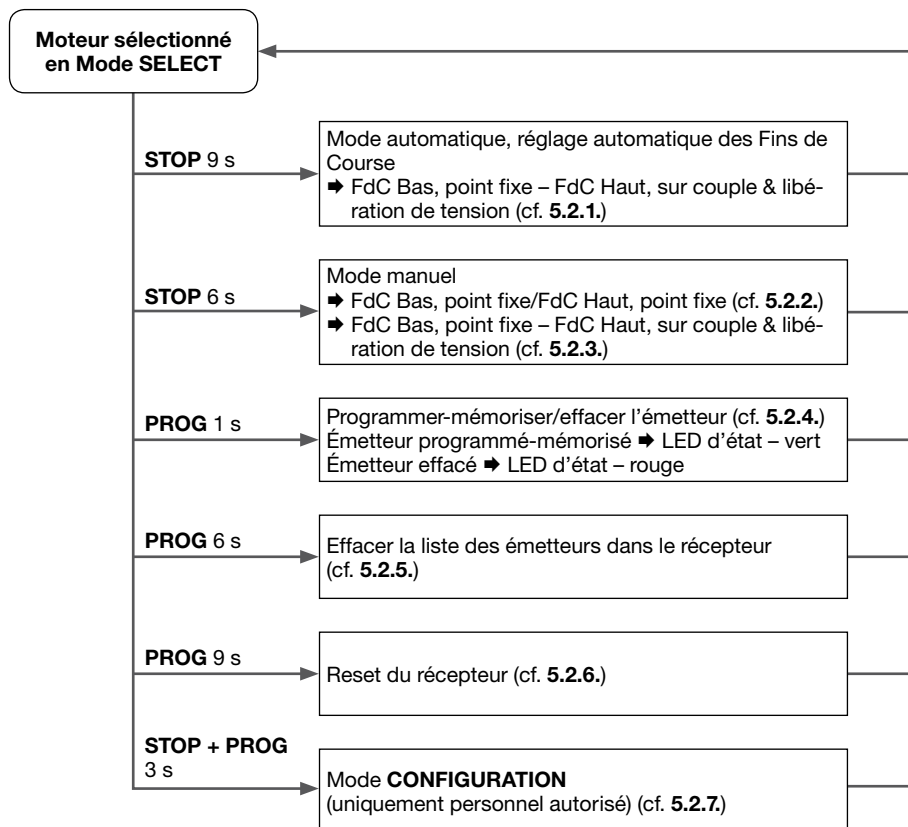 Moteur sélectionné
en Mode SELECT
STOP 9 s
Mode automatique, réglage automatique des Fins de
Course
➡ FdC Bas, point fixe – FdC Haut, sur couple & libé-
ration de tension (cf. 5.2.1.)
STOP 6 s
Mode manuel
➡ FdC Bas, point fixe/FdC Haut, point fixe (cf. 5.2.2.)
➡ FdC Bas, point fixe – FdC Haut, sur couple & libé-
ration de tension (cf. 5.2.3.)
PROG 1 s
Programmer-mémoriser/effacer l’émetteur (cf. 5.2.4.)
Émetteur programmé-mémorisé ➡ LED d’état – vert
Émetteur effacé ➡ LED d’état – rouge
PROG 6 s
Effacer la liste des émetteurs dans le récepteur
(cf. 5.2.5.)
PROG 9 s
Reset du récepteur (cf. 5.2.6.)
STOP + PROG
3 s
Mode CONFIGURATION
(uniquement personnel autorisé) (cf. 5.2.7.)